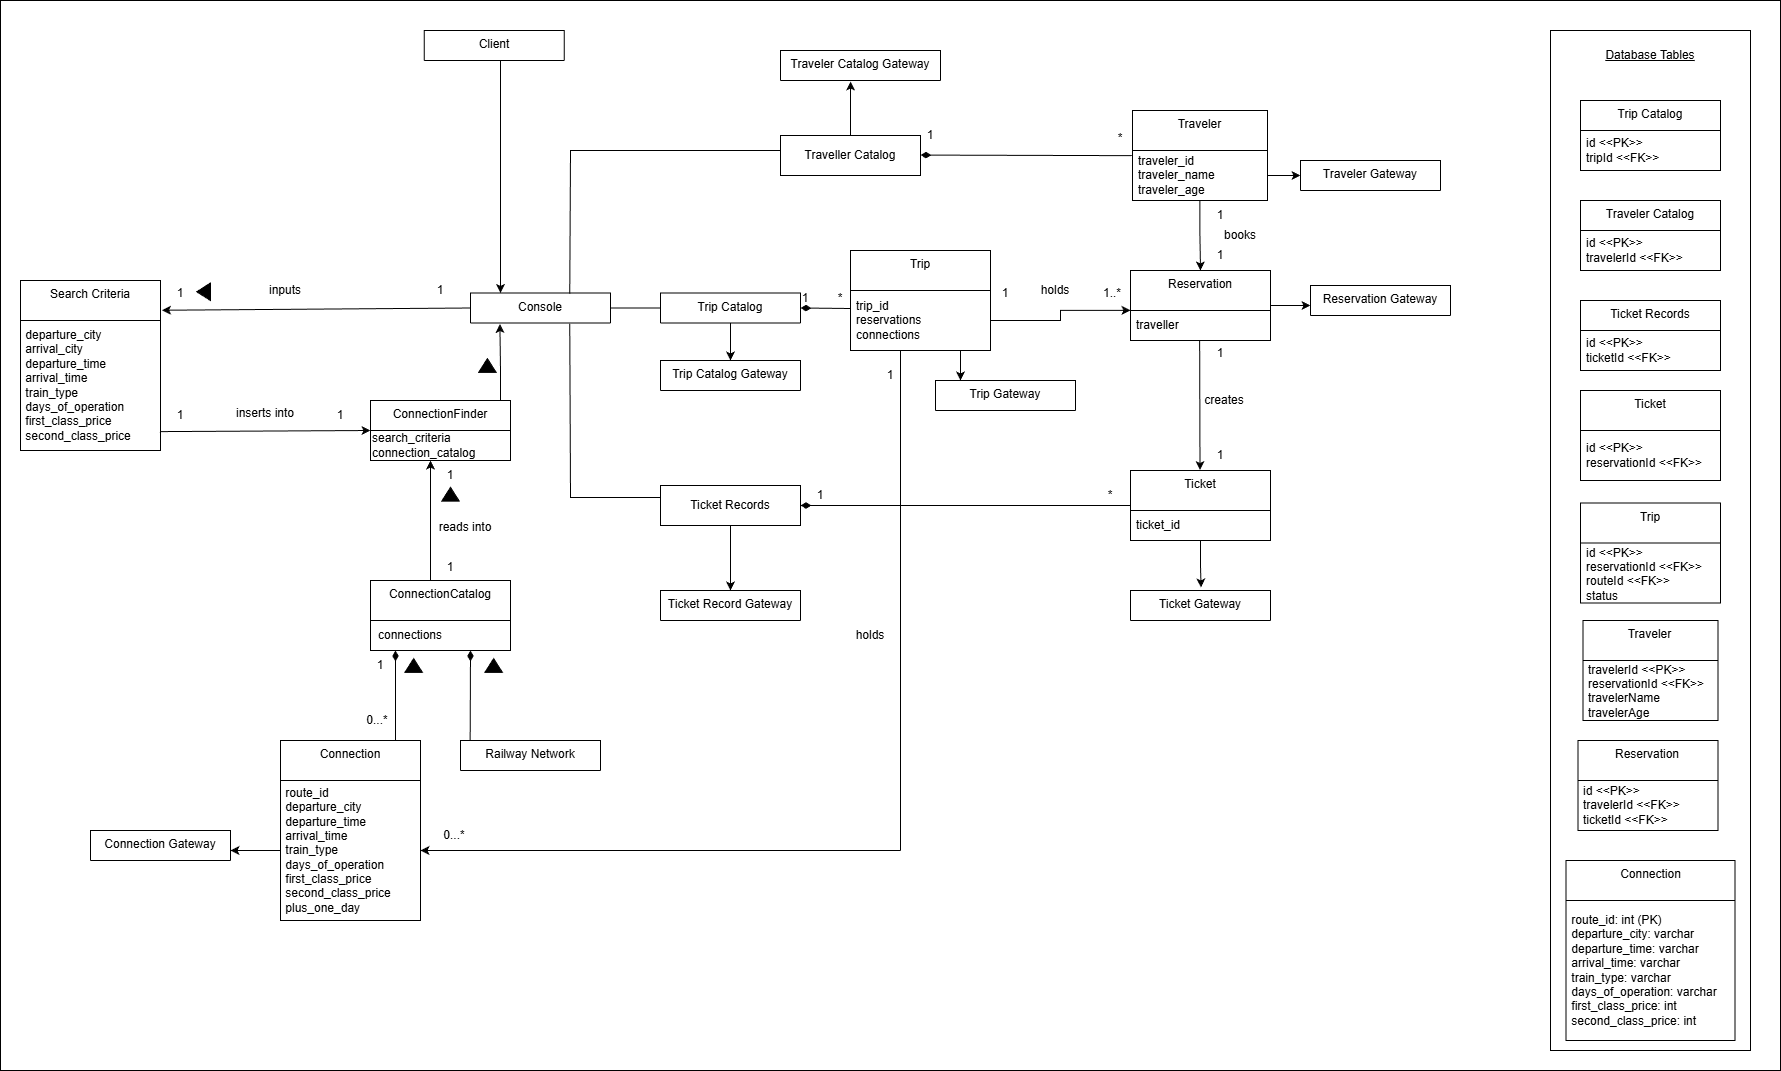 Client
Traveler Catalog Gateway
Traveller Catalog
1
*
Traveler
traveler_id
traveler_name
traveler_age
Traveler Gateway
1
books
1
Search Criteria
departure_city
arrival_city
departure_time
arrival_time
train_type
days_of_operation
first_class_price
second_class_price
1
inputs
1
Console
Trip Catalog
1
*
Trip
trip_id
reservations
connections
1
holds
1..*
Reservation
traveller
Reservation Gateway
Trip Catalog Gateway
1
Trip Gateway
1
creates
1
1
inserts into
1
ConnectionFinder
search_criteria
connection_catalog
1
reads into
1
Ticket Records
1
*
Ticket
ticket_id
Ticket Record Gateway
Ticket Gateway
ConnectionCatalog
connections
1
0...*
holds
Connection
route_id
departure_city
departure_time
arrival_time
train_type
days_of_operation
first_class_price
second_class_price
plus_one_day
Railway Network
Connection Gateway
0...*
Database Tables
Trip Catalog
id <<PK>>
tripId <<FK>>
Traveler Catalog
id <<PK>>
travelerId <<FK>>
Ticket Records
id <<PK>>
ticketId <<FK>>
Ticket
id <<PK>>
reservationId <<FK>>
Trip
id <<PK>>
reservationId <<FK>>
routeId <<FK>>
status
Traveler
travelerId <<PK>>
reservationId <<FK>>
travelerName
travelerAge
Reservation
id <<PK>>
travelerId <<FK>>
ticketId <<FK>>
Connection
route_id: int (PK)
departure_city: varchar
departure_time: varchar
arrival_time: varchar
train_type: varchar
days_of_operation: varchar
first_class_price: int
second_class_price: int